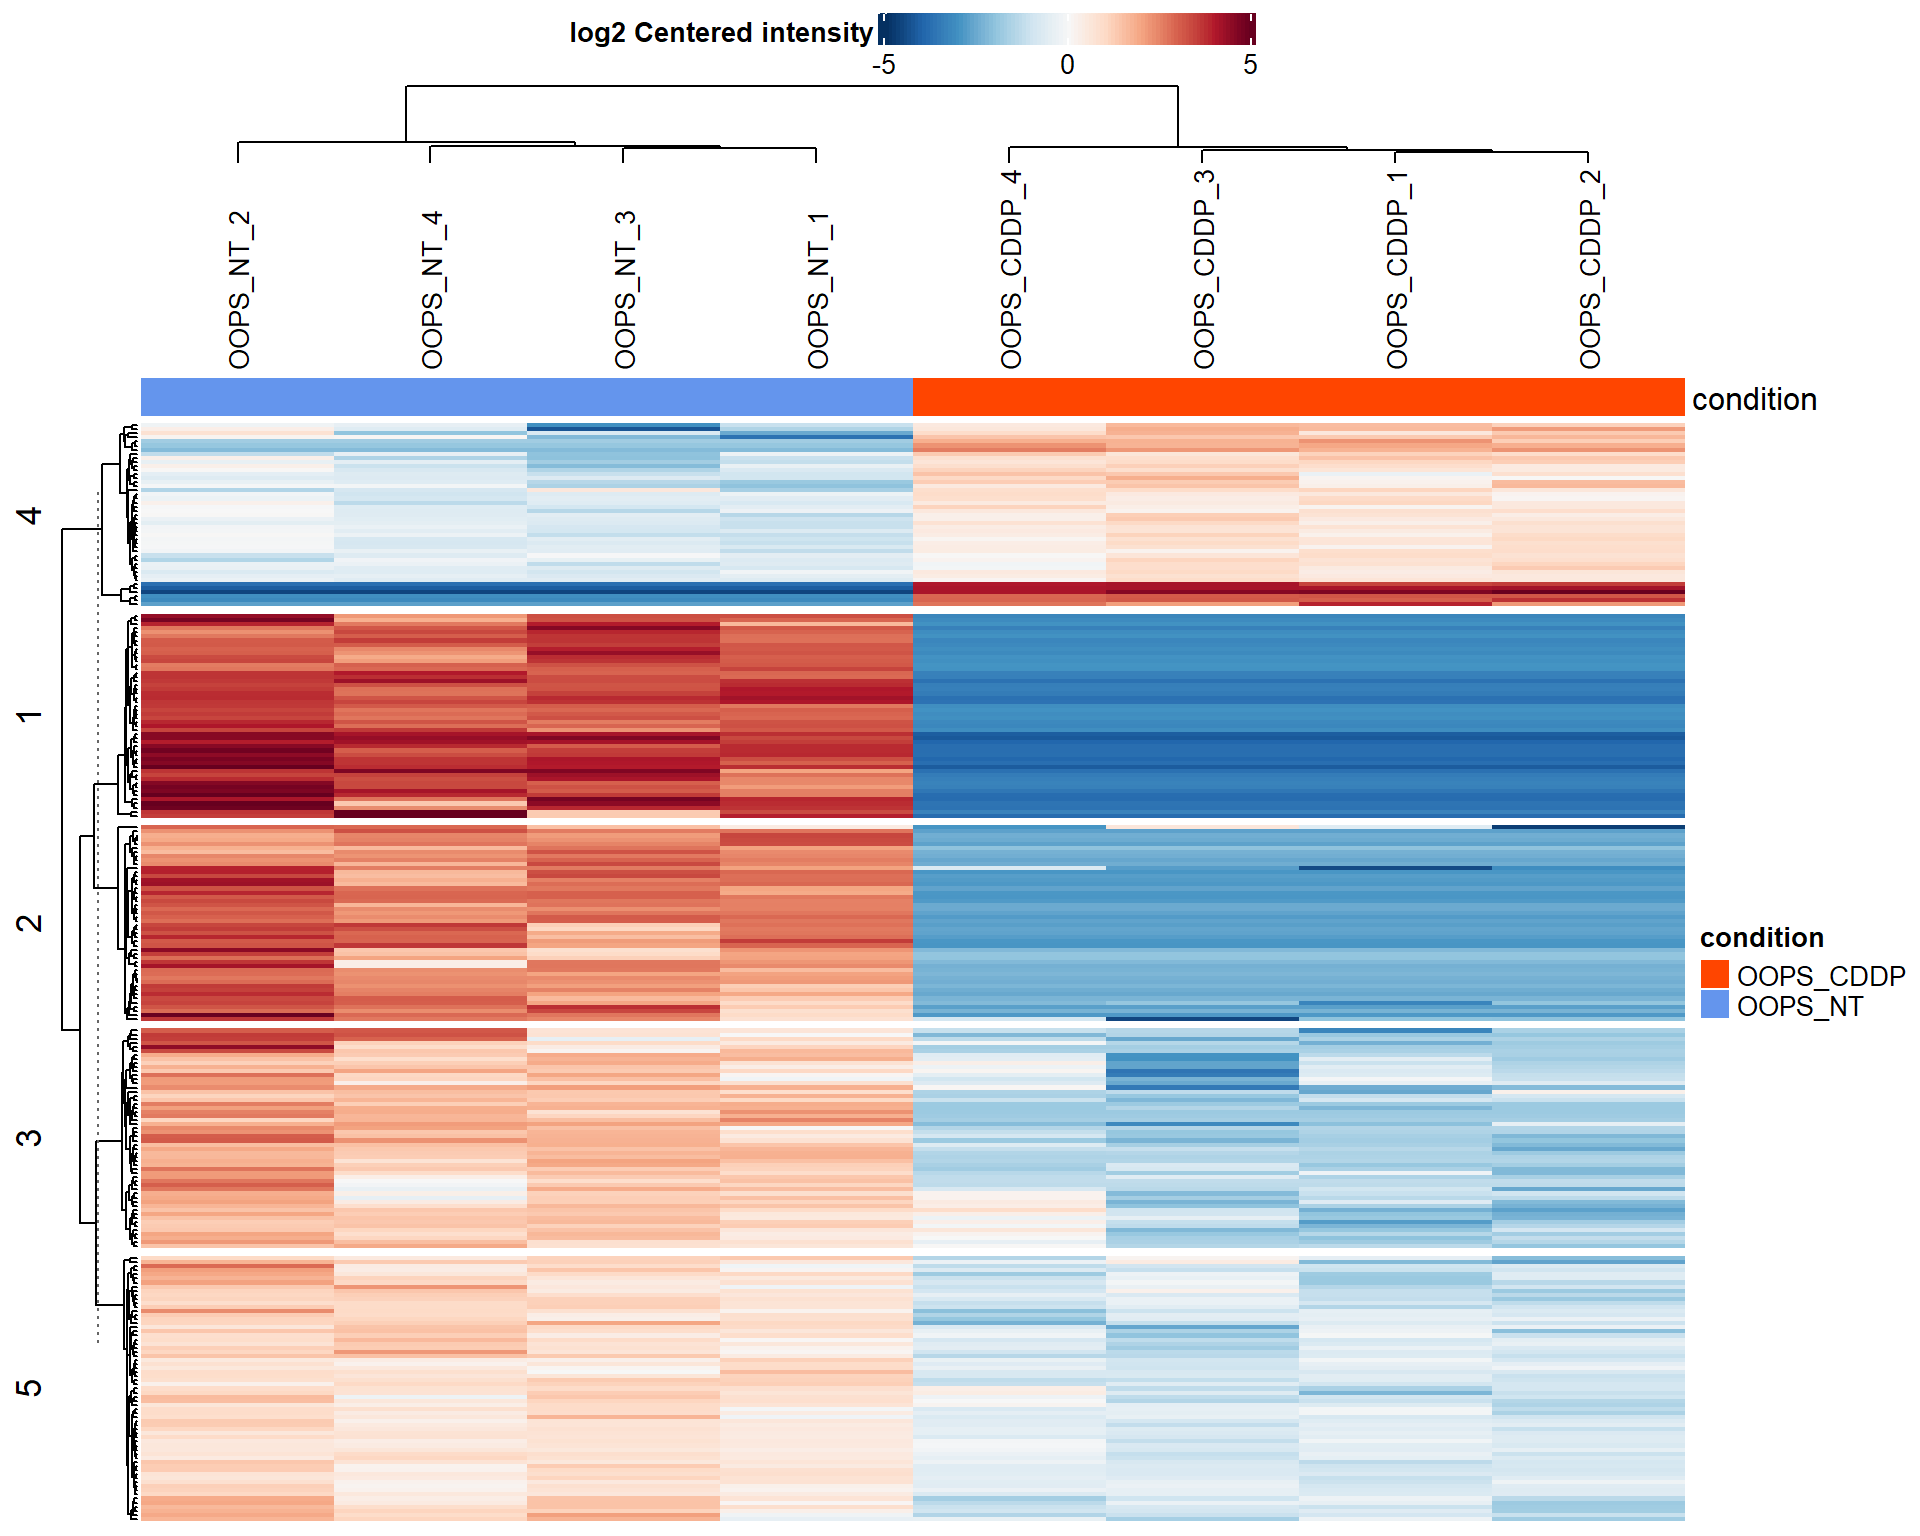 log2 Centered intensity
-5 0 5
OOPS_NT_2
OOPS_NT_4
OOPS_NT_3
OOPS_NT_1
OOPS_CDDP_4
OOPS_CDDP_3
OOPS_CDDP_1
OOPS_CDDP_2
condition
4
1
2
3
5
condition
OOPS_CDDP
OOPS_NT